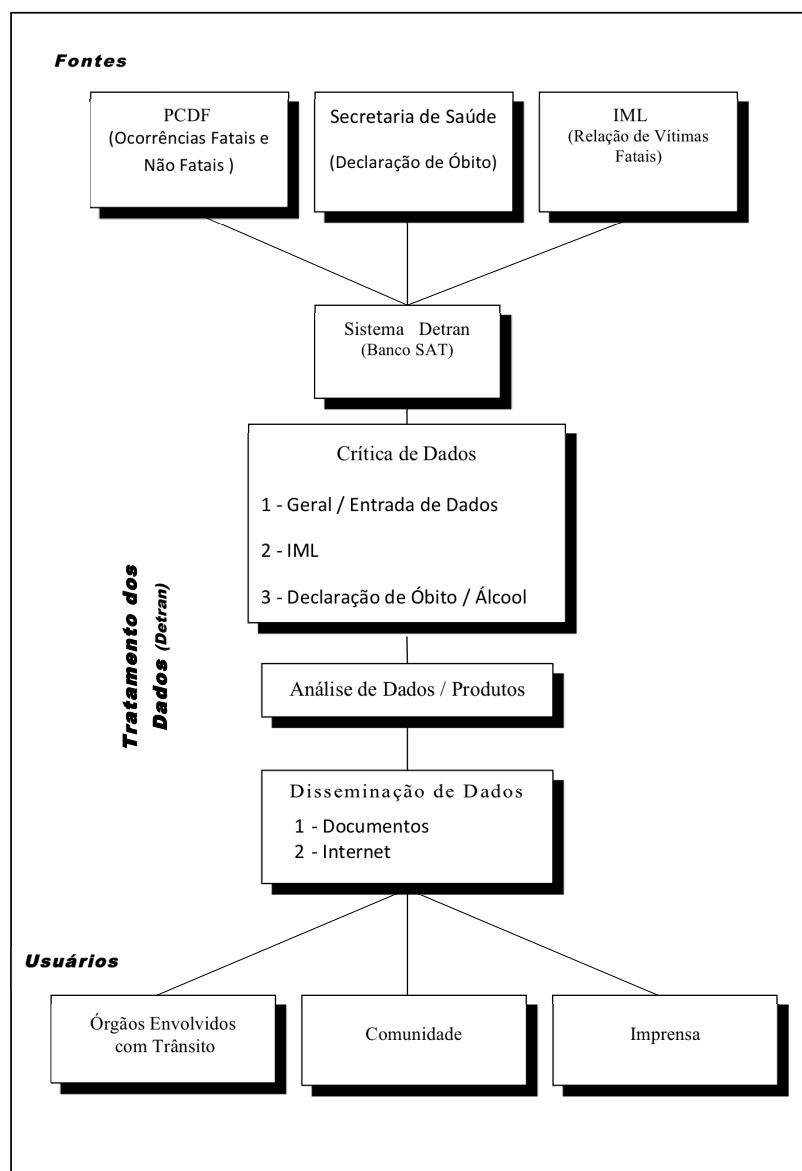 Fontes
PCDF
(Ocorrências Fatais e
Não Fatais )
Secretaria de Saúde
(Declaração de Óbito)
IML
(Relação de Vítimas
Fatais)
Sistema Detran
(Banco SAT)
Crítica de Dados
1 - Geral / Entrada de Dados
2 - IML
3 - Declaração de Óbito / Álcool
Tratamento dos
Dados (Detran)
Análise de Dados / Produtos
Disseminação de Dados
1 - Documentos
2 - Internet
Usuários
Órgãos Envolvidos
com Trânsito
Comunidade
Imprensa